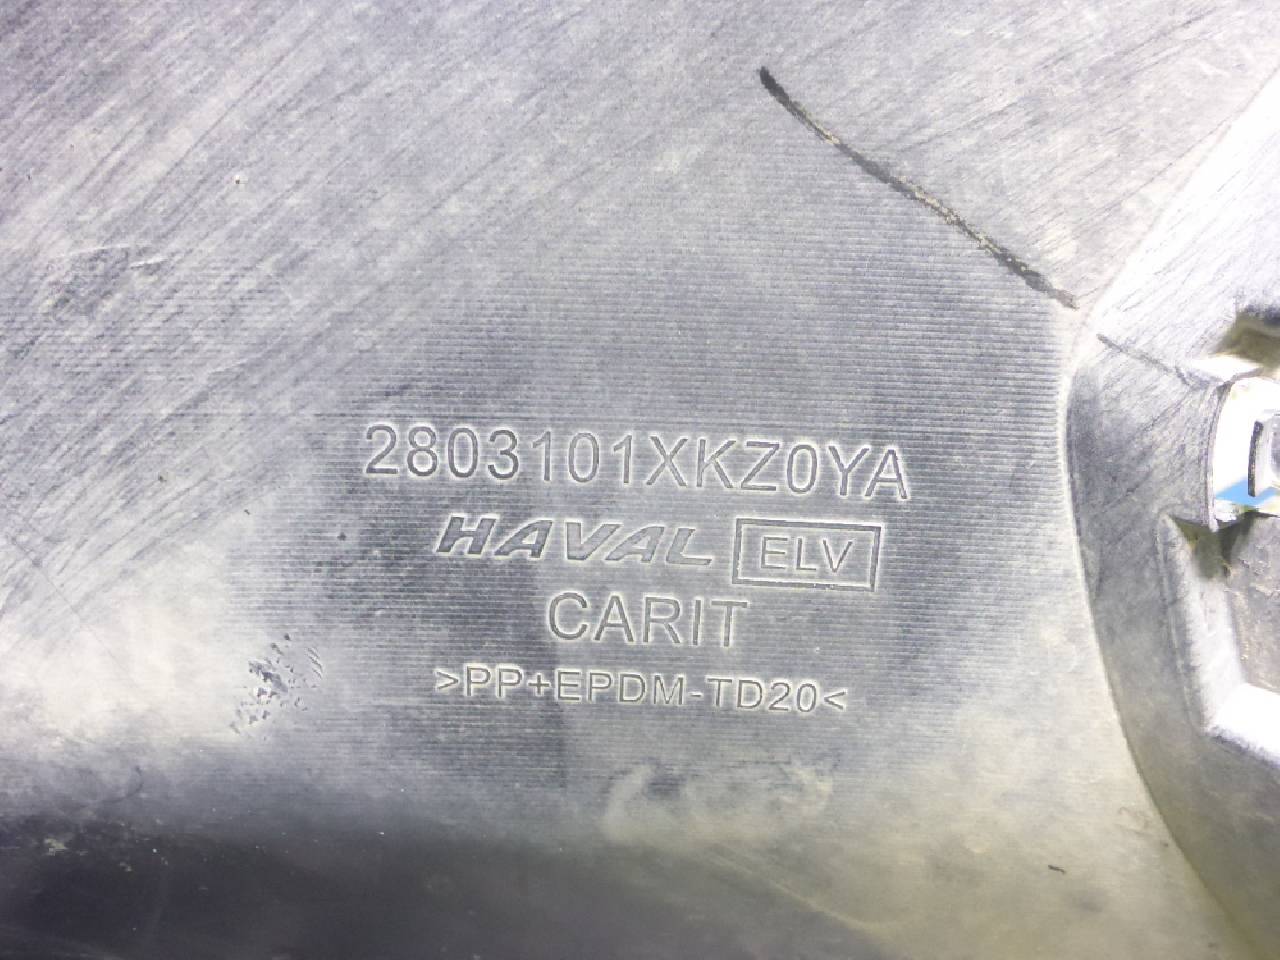 2803101XKZ0YA
HAVAL ELV
CARIT
>PP+EPDM-TD20<